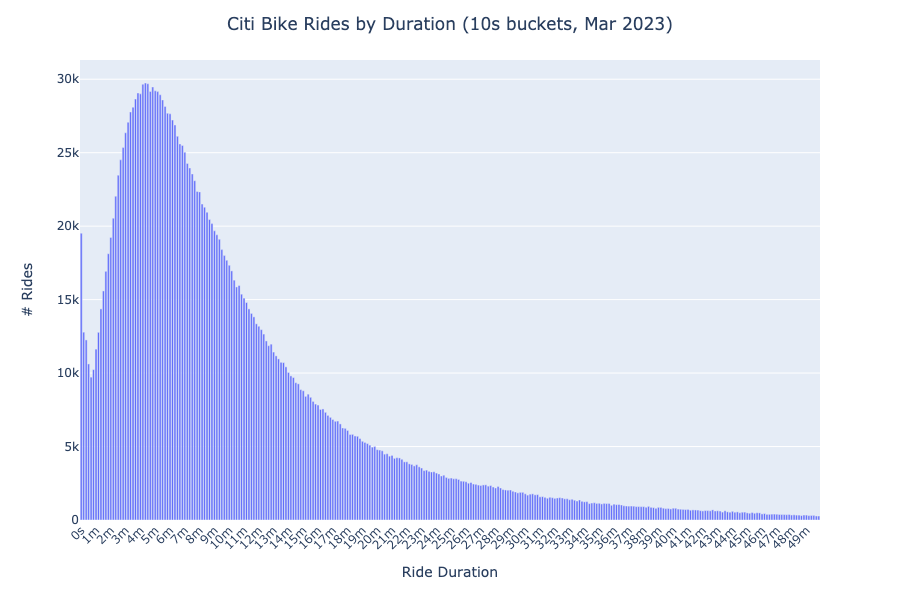 Citi Bike Rides by Duration (10s buckets, Mar 2023)
30k
25k
20k
15k
10k
5k
0
# Rides
0s 1m 2m 3m 4m 5m 6m 7m 8m 9m 10m 11m 12m 13m 14m 15m 16m 17m 18m 19m 20m 21m 22m 23m 24m 25m 26m 27m 28m 29m 30m 31m 32m 33m 34m 35m 36m 37m 38m 39m 40m 41m 42m 43m 44m 45m 46m 47m 48m 49m
Ride Duration